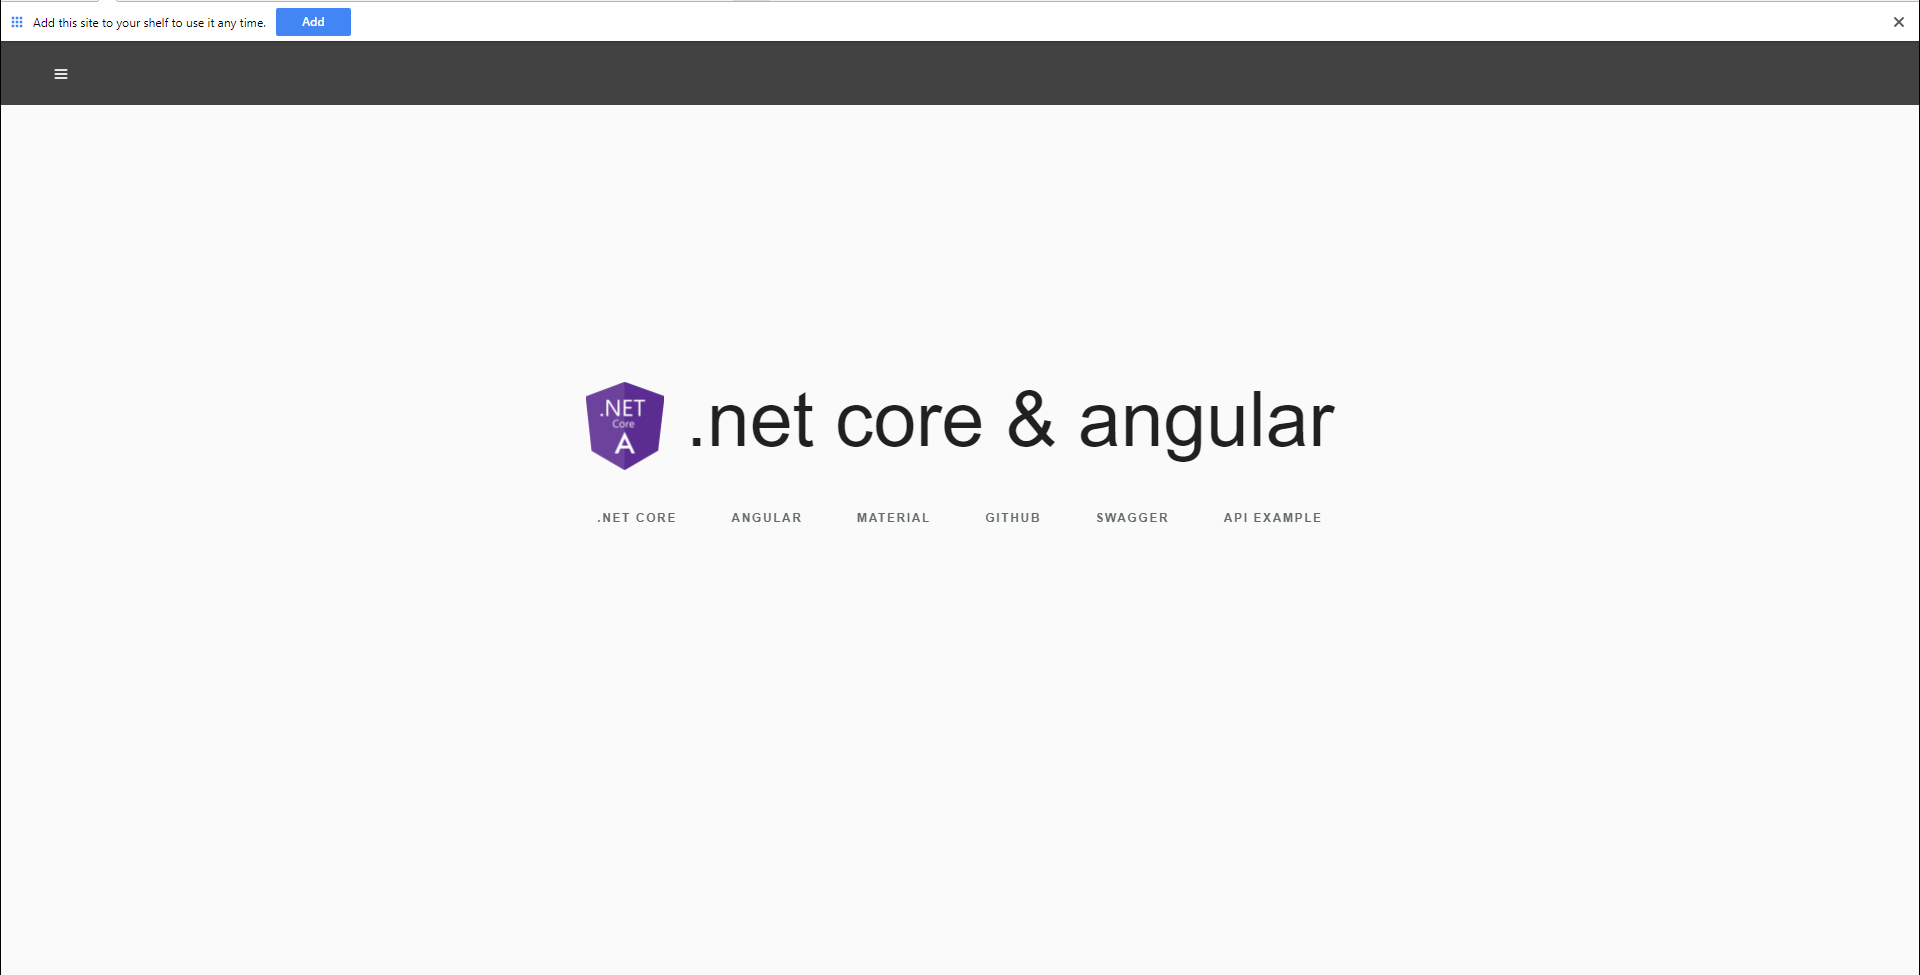 Add this site to your shelf to use it any time. Add
.NET
Core
A
.net core & angular
.NET CORE ANGULAR MATERIAL GITHUB SWAGGER API EXAMPLE